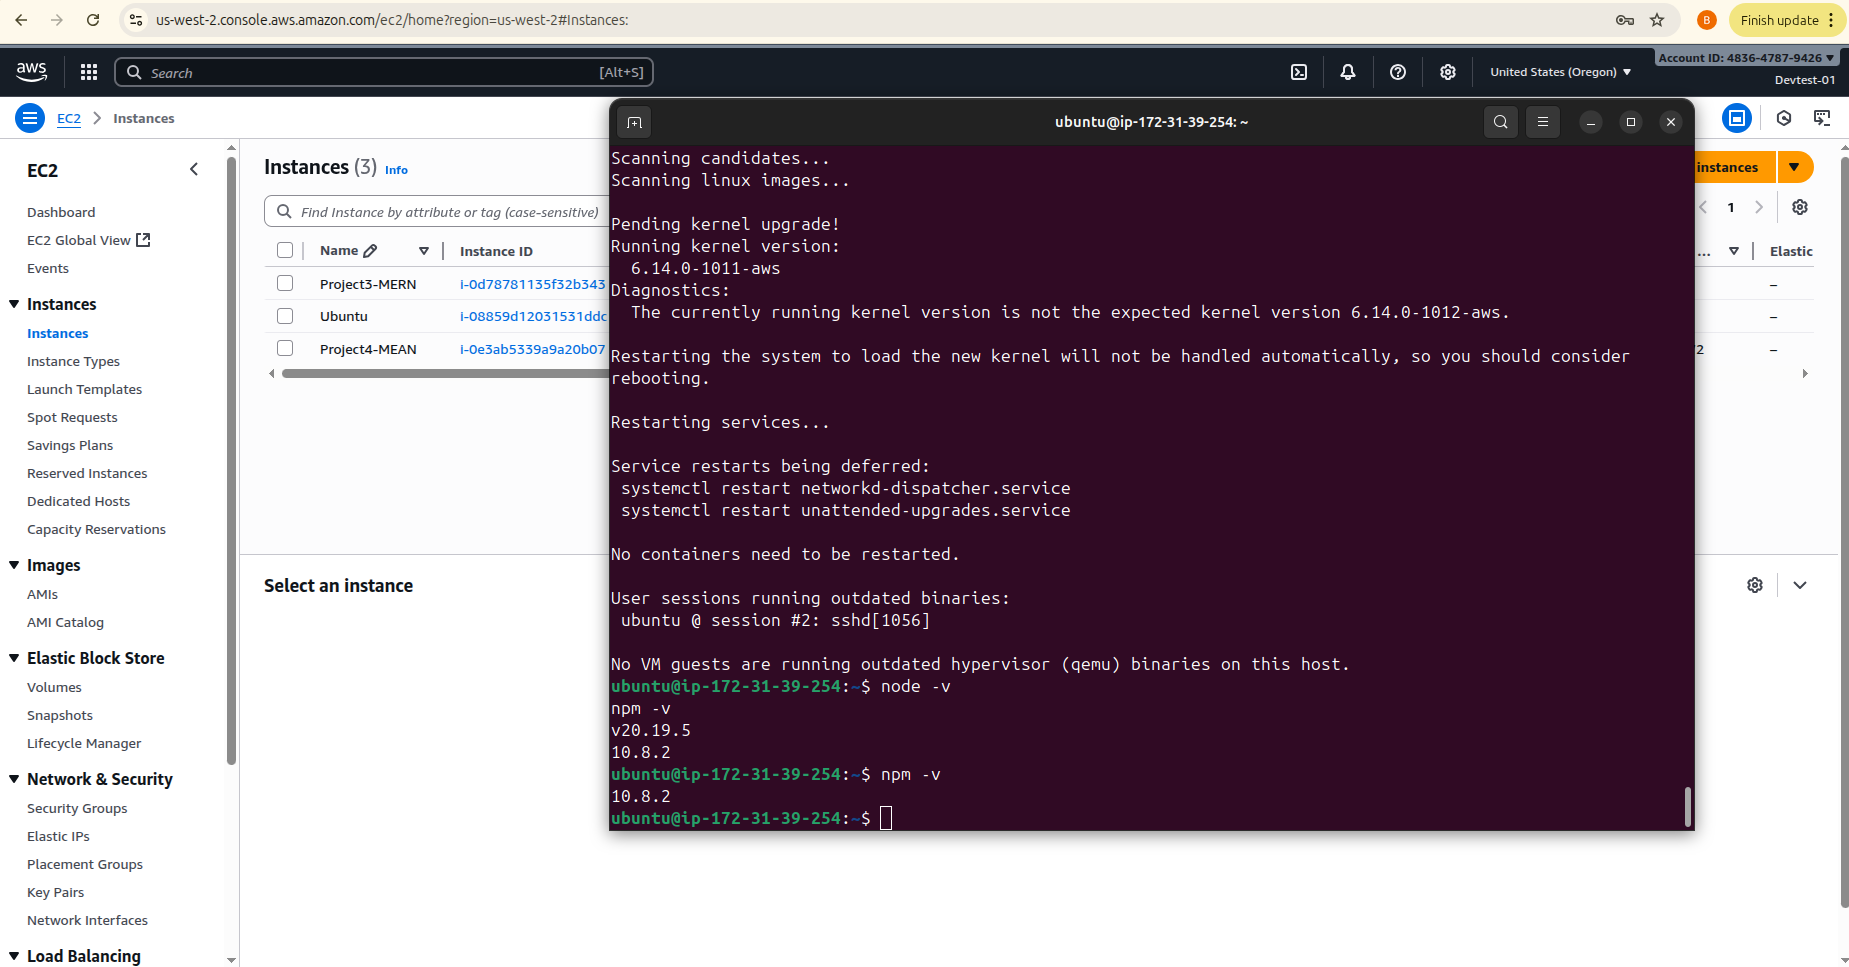 us-west-2.console.aws.amazon.com/ec2/home?region=us-west-2#Instances:
B
Finish update
aws
Search
[Alt+S]
United States (Oregon)
Account ID: 4836-4787-9426
Devtest-01
EC2
Instances
EC2
Dashboard
EC2 Global View
Events
Instances
Instances
Instance Types
Launch Templates
Spot Requests
Savings Plans
Reserved Instances
Dedicated Hosts
Capacity Reservations
Images
AMIs
AMI Catalog
Elastic Block Store
Volumes
Snapshots
Lifecycle Manager
Network & Security
Security Groups
Elastic IPs
Placement Groups
Key Pairs
Network Interfaces
Load Balancing
Instances (3) Info
instances
Find Instance by attribute or tag (case-sensitive)
1
Name
Instance ID
...
Elastic
Project3-MERN
i-0d78781135f32b343
–
Ubuntu
i-08859d12031531ddc
–
Project4-MEAN
i-0e3ab5339a9a20b07
2
–
Select an instance
ubuntu@ip-172-31-39-254: ~
Scanning candidates...
Scanning linux images...
Pending kernel upgrade!
Running kernel version:
6.14.0-1011-aws
Diagnostics:
The currently running kernel version is not the expected kernel version 6.14.0-1012-aws.
Restarting the system to load the new kernel will not be handled automatically, so you should consider
rebooting.
Restarting services...
Service restarts being deferred:
systemctl restart networkd-dispatcher.service
systemctl restart unattended-upgrades.service
No containers need to be restarted.
User sessions running outdated binaries:
ubuntu @ session #2: sshd[1056]
No VM guests are running outdated hypervisor (qemu) binaries on this host.
ubuntu@ip-172-31-39-254:~$ node -v
npm -v
v20.19.5
10.8.2
ubuntu@ip-172-31-39-254:~$ npm -v
10.8.2
ubuntu@ip-172-31-39-254:~$